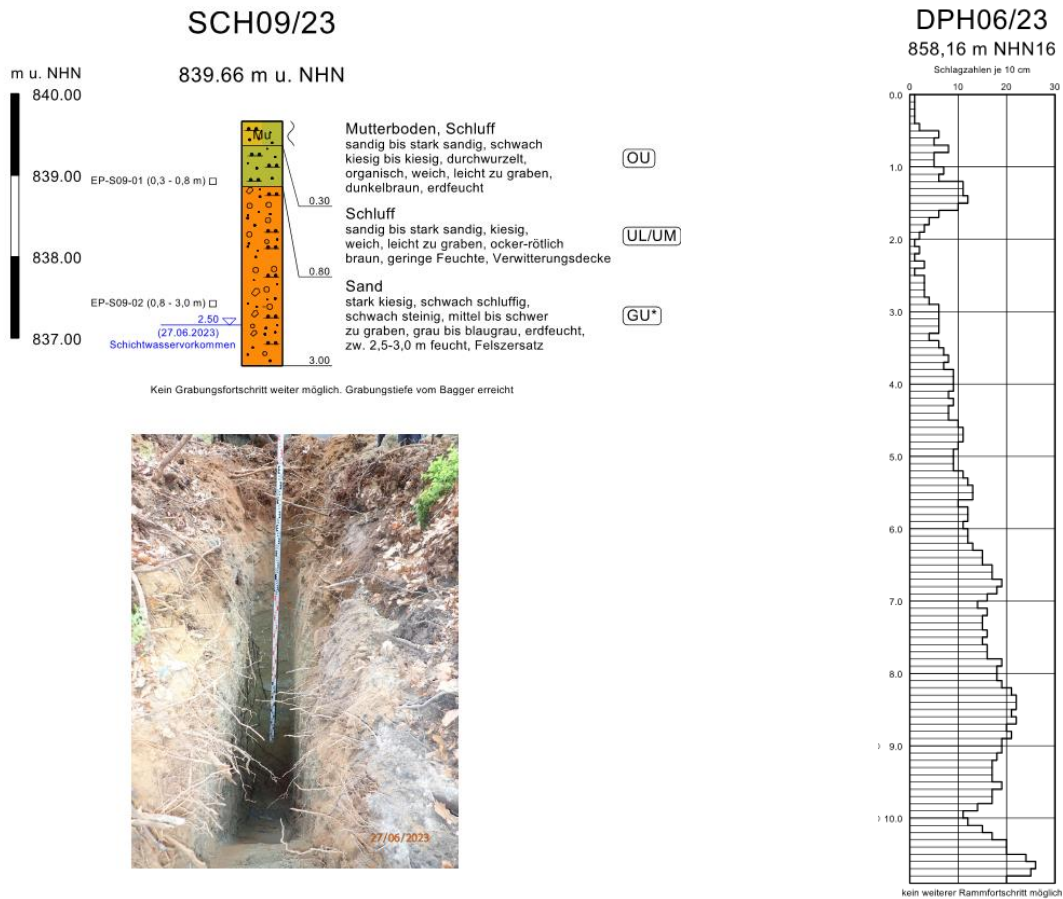 SCH09/23
839.66 m u. NHN
m u. NHN
840.00
839.00
838.00
837.00
Mu
EP-S09-01 (0,3 - 0,8 m)
EP-S09-02 (0,8 - 3,0 m)
2.50
(27.06.2023)
Schichtwasservorkommen
0.30
0.80
3.00
Mutterboden, Schluff
sandig bis stark sandig, schwach
kiesig bis kiesig, durchwurzelt,
organisch, weich, leicht zu graben,
dunkelbraun, erdfeucht
OU
Schluff
sandig bis stark sandig, kiesig,
weich, leicht zu graben, ocker-rötlich
braun, geringe Feuchte, Verwitterungsdecke
UL/UM
Sand
stark kiesig, schwach schluffig,
schwach steinig, mittel bis schwer
zu graben, grau bis blaugrau, erdfeucht,
zw. 2,5-3,0 m feucht, Felszersatz
GU*
Kein Grabungsfortschritt weiter möglich. Grabungstiefe vom Bagger erreicht
27/06/2023
DPH06/23
858,16 m NHN16
Schlagzahlen je 10 cm
0 10 20 30
0.0
1.0
2.0
3.0
4.0
5.0
6.0
7.0
8.0
9.0
10.0
kein weiterer Rammfortschritt möglich